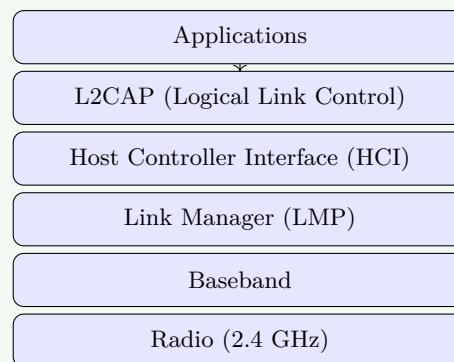 Applications
L2CAP (Logical Link Control)
Host Controller Interface (HCI)
Link Manager (LMP)
Baseband
Radio (2.4 GHz)